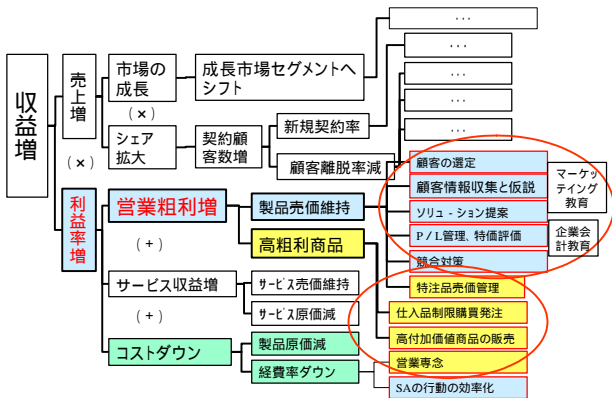 収益増
売上増
(×)
利益率増
市場の
成長
(×)
シェア
拡大
成長市場セグメントへ
シフト
契約顧客
客数増
新規契約率
顧客離脱率減
…
…
…
…
…
営業粗利増
(+)
サービス収益増
(+)
コストダウン
製品売価維持
高粗利商品
サービス売価維持
サービス原価減
製品原価減
経費率ダウン
顧客の選定
顧客情報収集と仮説
ソリュ-ション提案
P/L管理、特価評価
競合対策
特注品売価管理
仕入品制限購買発注
高付加価値商品の販売
営業専念
SAの行動の効率化
マーケッ
テイング
教育
企業会
計教育